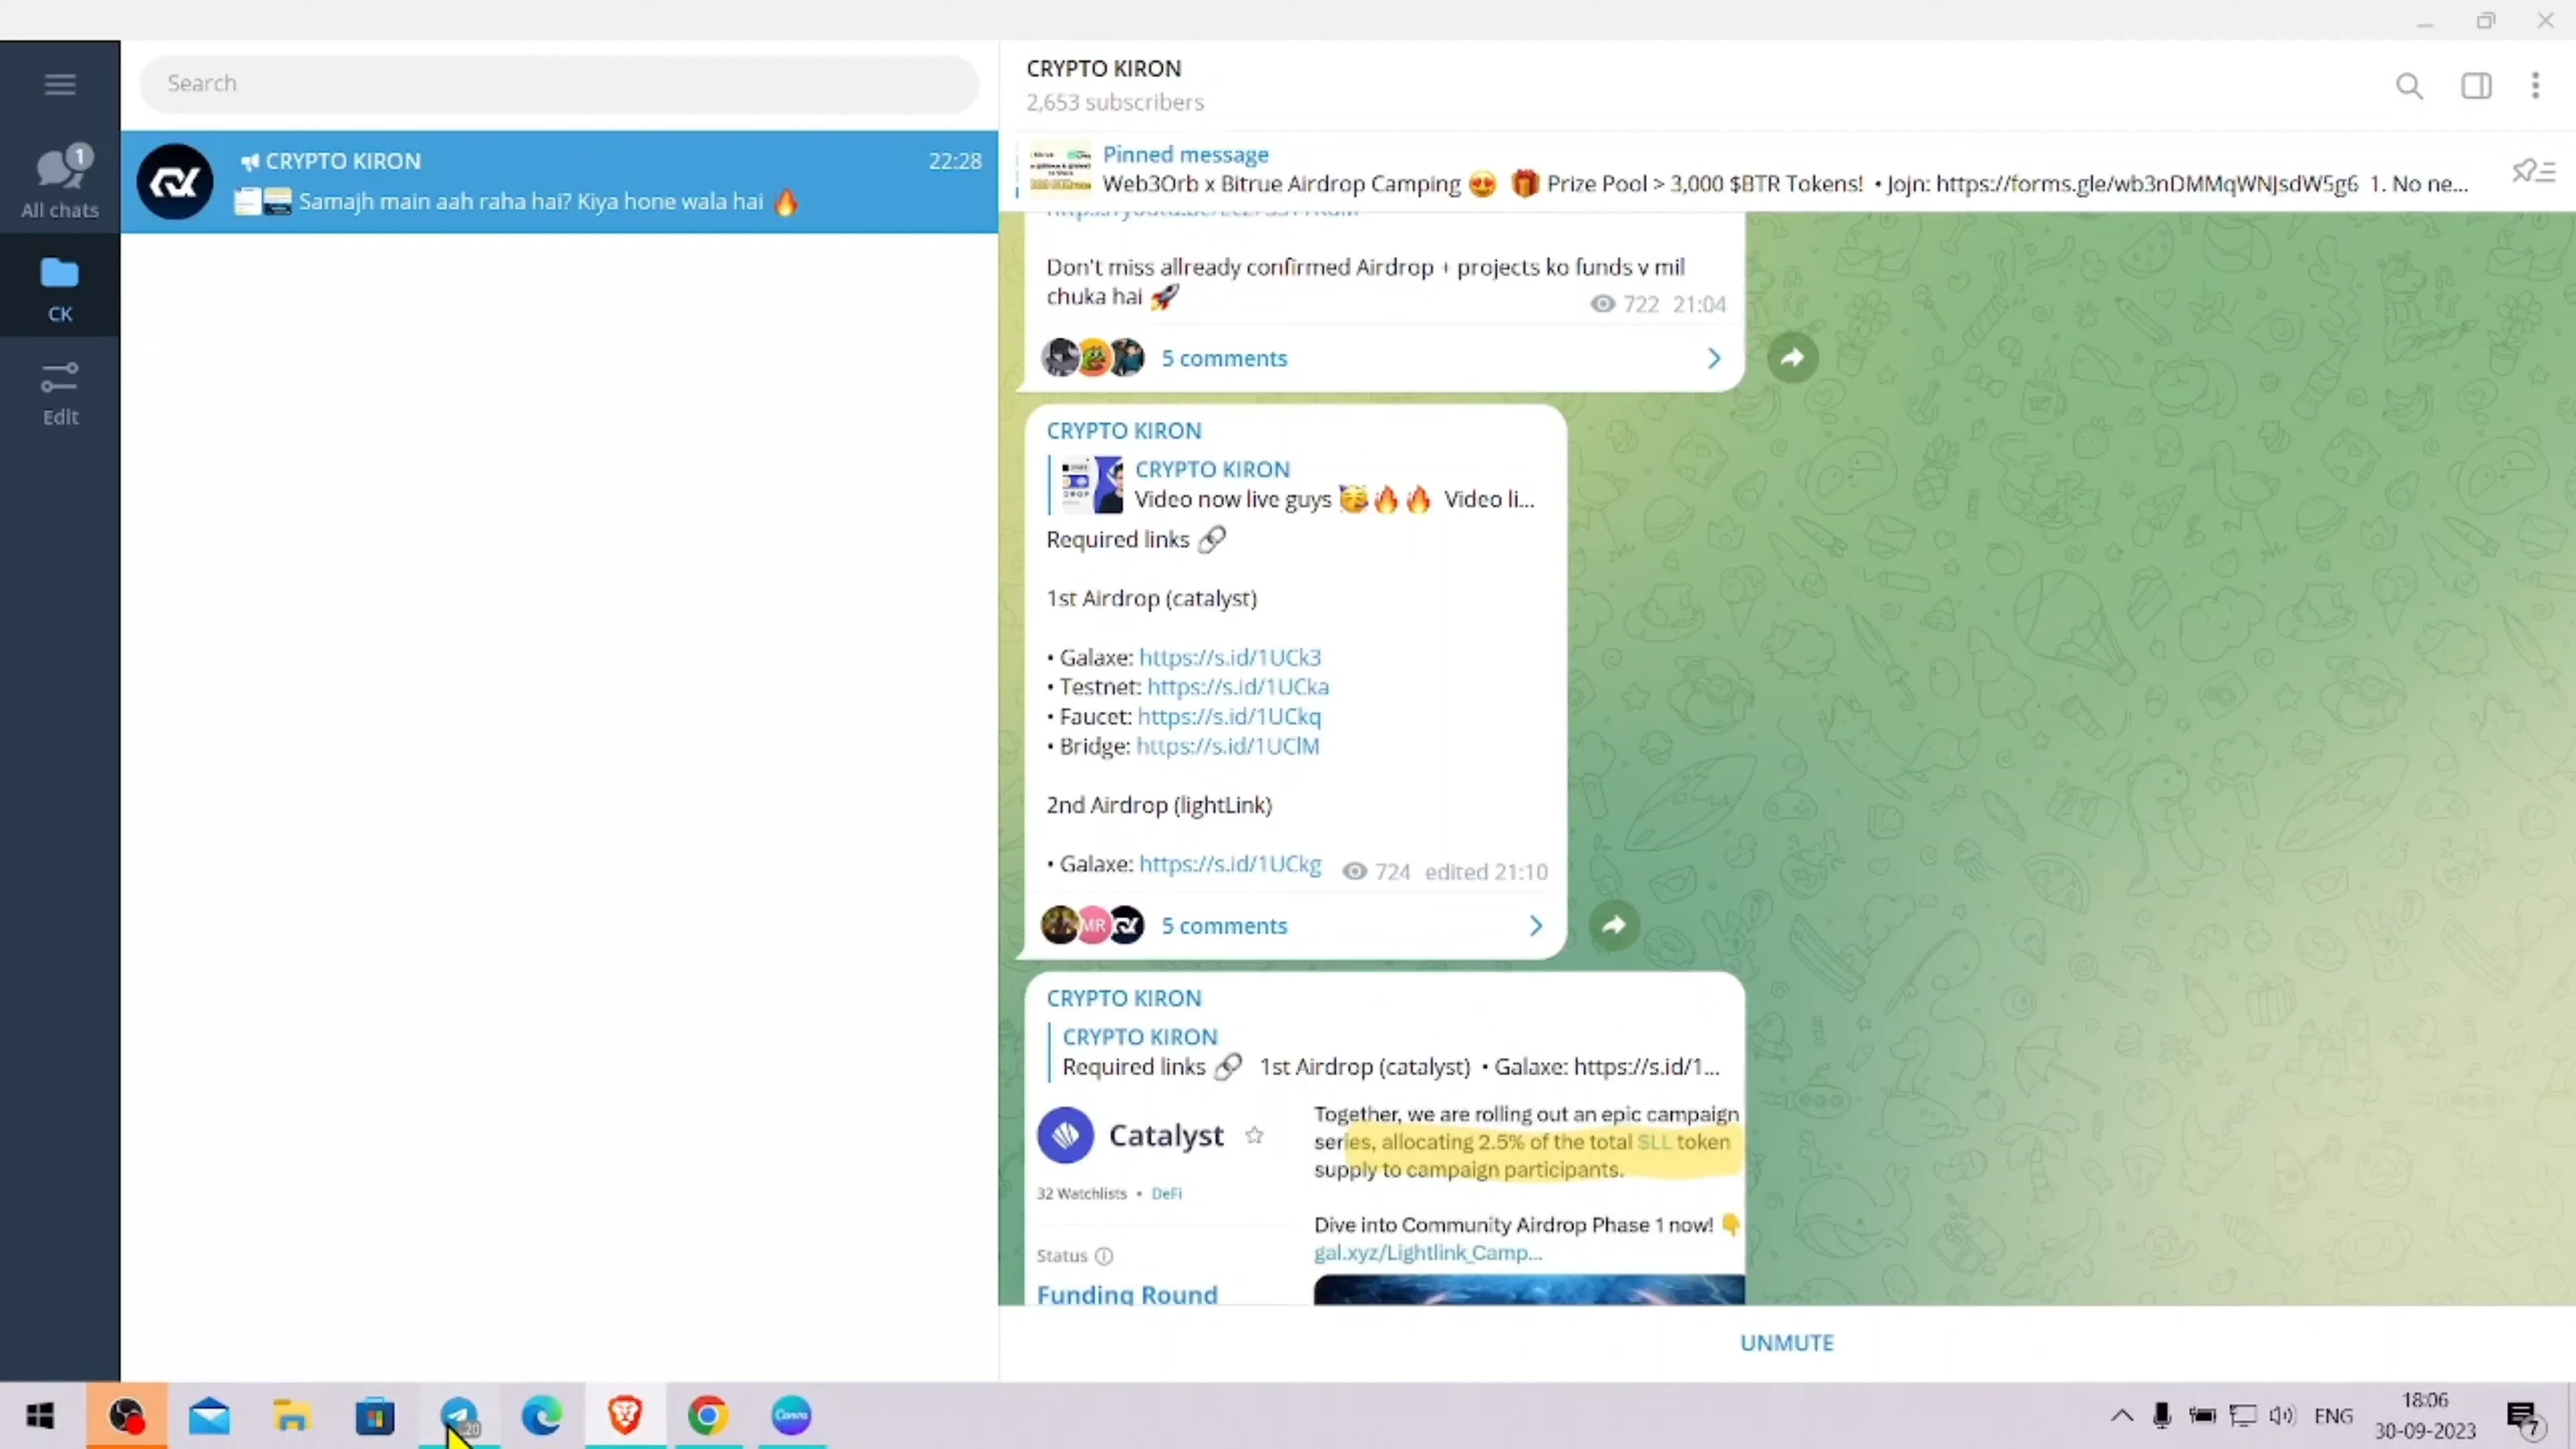 Search
CRYPTO KIRON
2,653 subscribers
1
All chats
CK
Edit
CRYPTO KIRON
22:28
Samajh main aah raha hai? Kiya hone wala hai 🔥
Pinned message
Web3Orb x Bitrue Airdrop Camping 😍 🎁 Prize Pool > 3,000 $BTR Tokens! • Jojn: https://forms.gle/wb3nDMMqWNJsdW5g6 1. No ne...
Don't miss allready confirmed Airdrop + projects ko funds v mil
chuka hai 🚀
722 21:04
5 comments
CRYPTO KIRON
CRYPTO KIRON
Video now live guys 🥳🔥🔥 Video li...
Required links 🔗
1st Airdrop (catalyst)
• Galaxe: https://s.id/1UCk3
• Testnet: https://s.id/1UCka
• Faucet: https://s.id/1UCkq
• Bridge: https://s.id/1UClM
2nd Airdrop (lightLink)
• Galaxe: https://s.id/1UCkg
724 edited 21:10
MR
5 comments
CRYPTO KIRON
CRYPTO KIRON
Required links 🔗 1st Airdrop (catalyst) • Galaxe: https://s.id/1...
Catalyst
32 Watchlists • DeFi
Status
Funding Round
Together, we are rolling out an epic campaign
series, allocating 2.5% of the total $LL token
supply to campaign participants.
Dive into Community Airdrop Phase 1 now! 👇
gal.xyz/Lightlink_Camp...
UNMUTE
20
Canva
ENG
18:06
30-09-2023
7